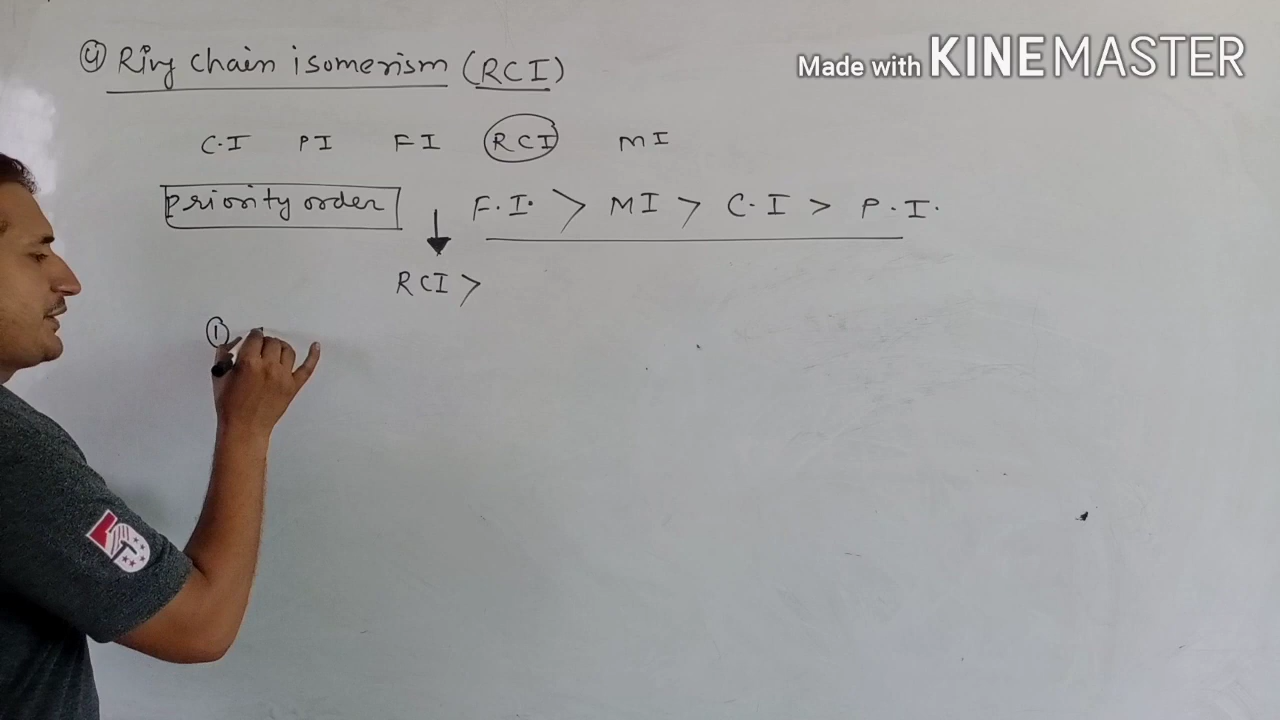 ④ Ring chain isomerism (RCI)
Made with KINEMASTER
C.I PI FI RCI MI
priority order F.I. > MI > C.I > P.I.
RCI >
①